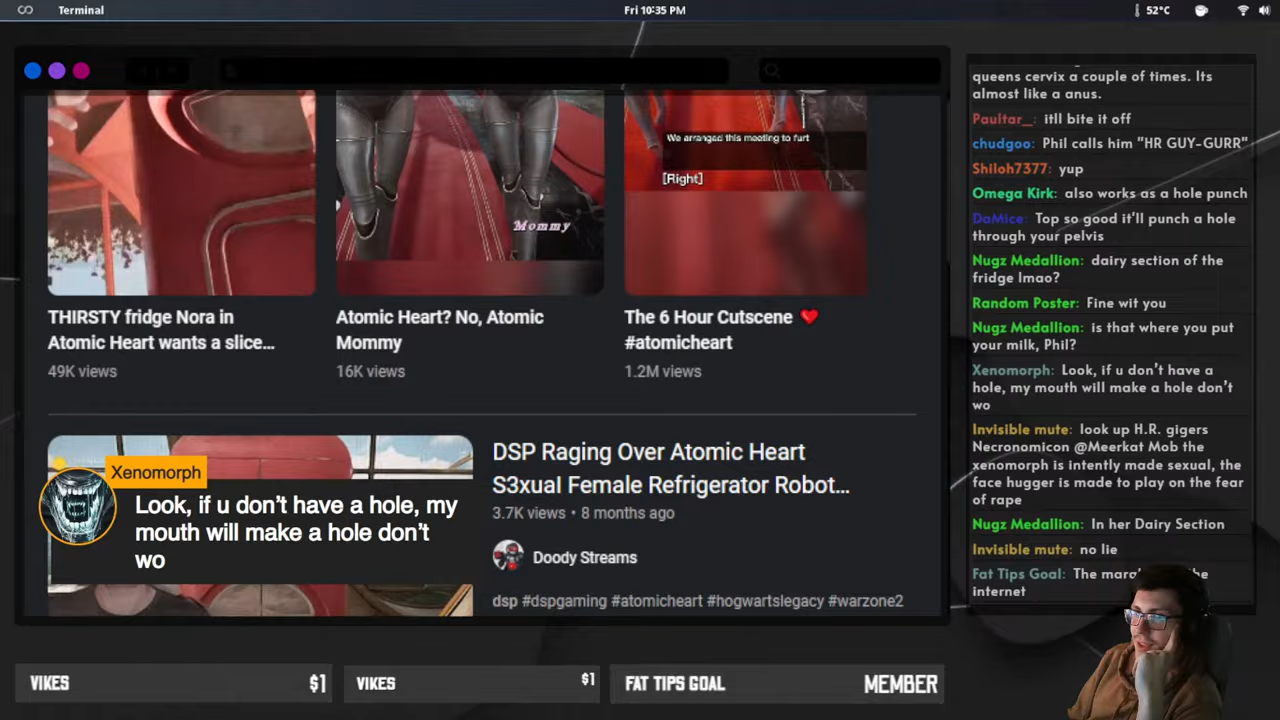 Terminal
Fri 10:35 PM
52°C
queens cervix a couple of times. Its
almost like a anus.
Paultar_: itll bite it off
chudgoo: Phil calls him "HR GUY-GURR"
Shiloh7377: yup
Omega Kirk: also works as a hole punch
DaMice: Top so good it'll punch a hole
through your pelvis
Nugz Medallion: dairy section of the
fridge lmao?
Random Poster: Fine wit you
Nugz Medallion: is that where you put
your milk, Phil?
Xenomorph: Look, if u don't have a
hole, my mouth will make a hole don't
wo
Invisible mute: look up H.R. gigers
Necronomicon @Meerkat Mob the
xenomorph is intently made sexual, the
face hugger is made to play on the fear
of rape
Nugz Medallion: In her Dairy Section
Invisible mute: no lie
Fat Tips Goal: The
internet
We arranged this meeting to furt
[Right]
Mommy
THIRSTY fridge Nora in
Atomic Heart wants a slice...
49K views
Atomic Heart? No, Atomic
Mommy
16K views
The 6 Hour Cutscene ❤️
#atomicheart
1.2M views
DSP Raging Over Atomic Heart
S3xual Female Refrigerator Robot...
3.7K views • 8 months ago
Doody Streams
dsp #dspgaming #atomicheart #hogwartslegacy #warzone2
Xenomorph
Look, if u don't have a hole, my
mouth will make a hole don't
wo
VIKES $1
VIKES $1
FAT TIPS GOAL MEMBER